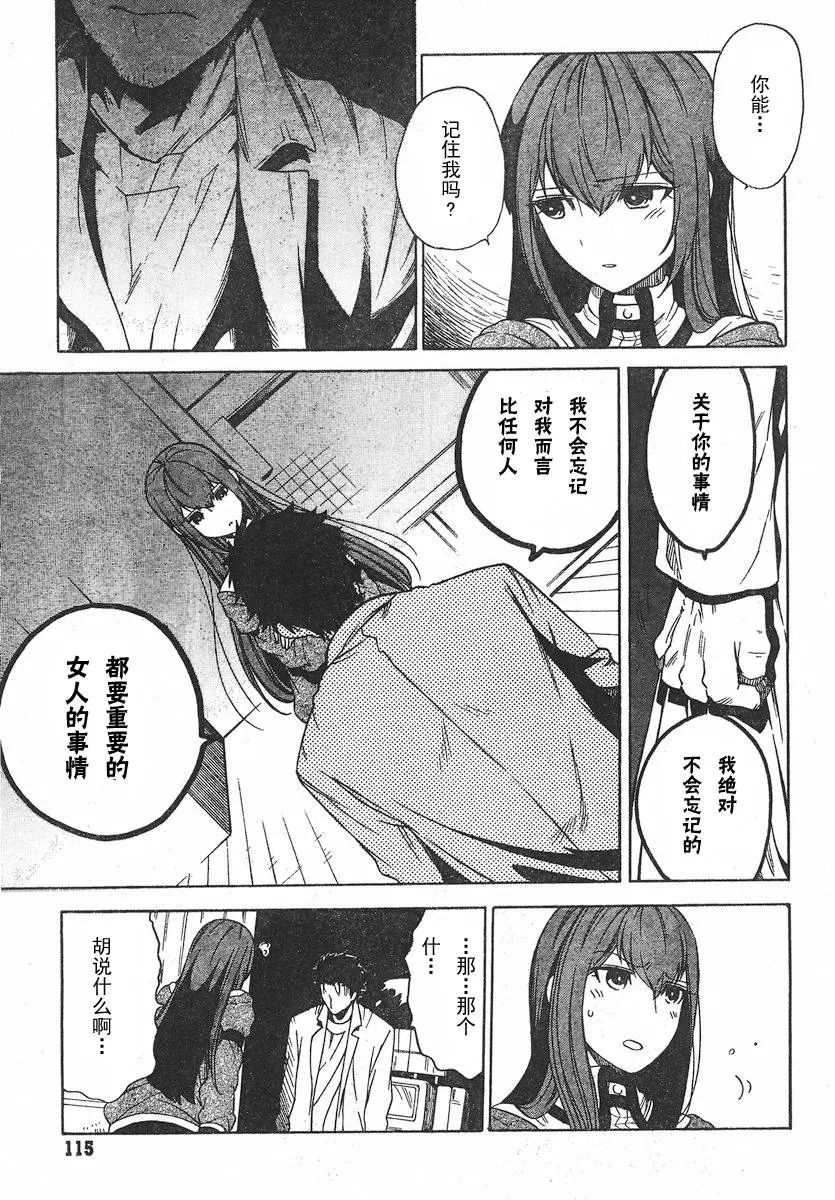 你能…
记住我吗?
关于你的事情
我绝对
不会忘记的
我不会忘记
对我而言
比任何人
都要重要的
女人的事情
…那…那个
什…
胡说什么啊…
115